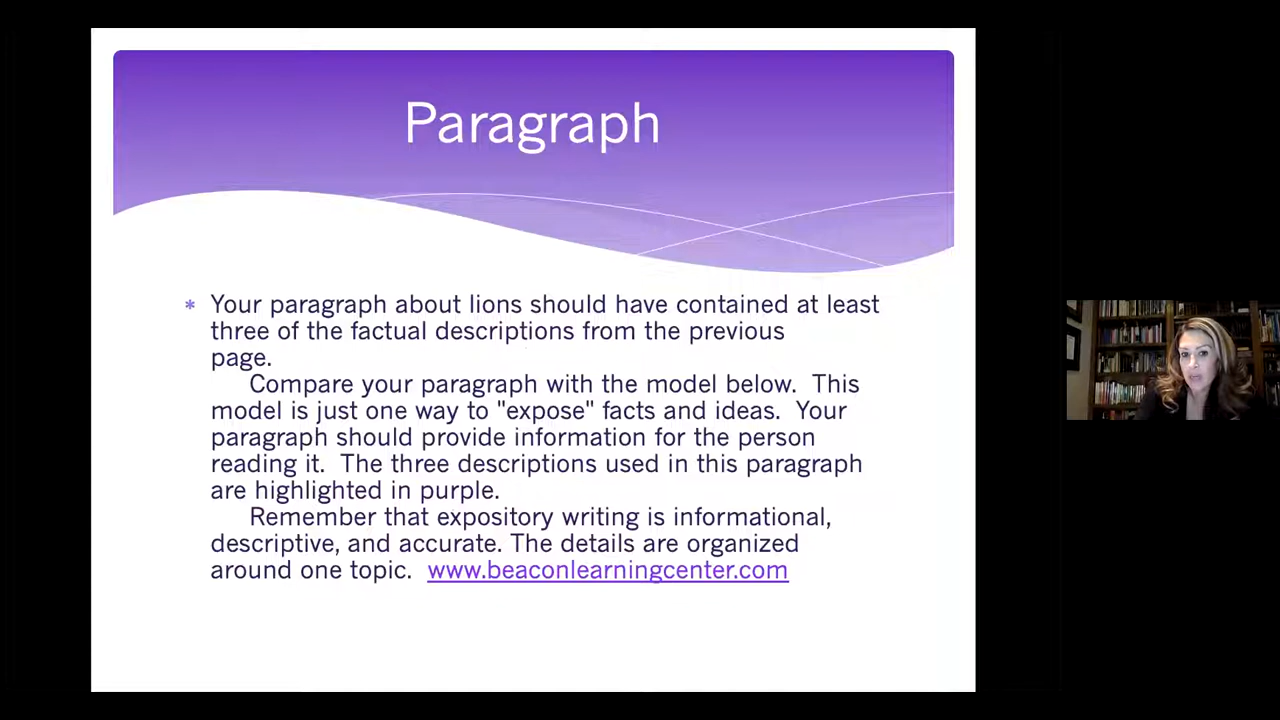 Paragraph
* Your paragraph about lions should have contained at least
three of the factual descriptions from the previous
page.
Compare your paragraph with the model below.  This
model is just one way to "expose" facts and ideas.  Your
paragraph should provide information for the person
reading it.  The three descriptions used in this paragraph
are highlighted in purple.
Remember that expository writing is informational,
descriptive, and accurate. The details are organized
around one topic.  www.beaconlearningcenter.com